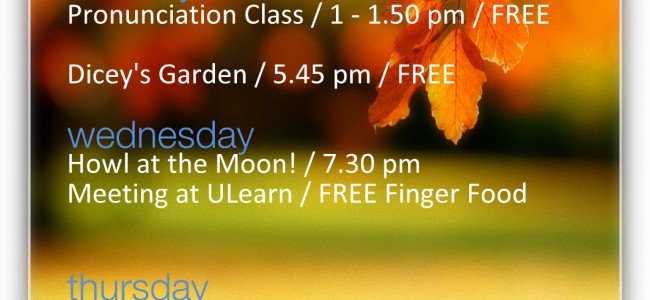 Pronunciation Class / 1 - 1.50 pm / FREE
Dicey's Garden / 5.45 pm / FREE
wednesday
Howl at the Moon! / 7.30 pm
Meeting at ULearn / FREE Finger Food
thursday